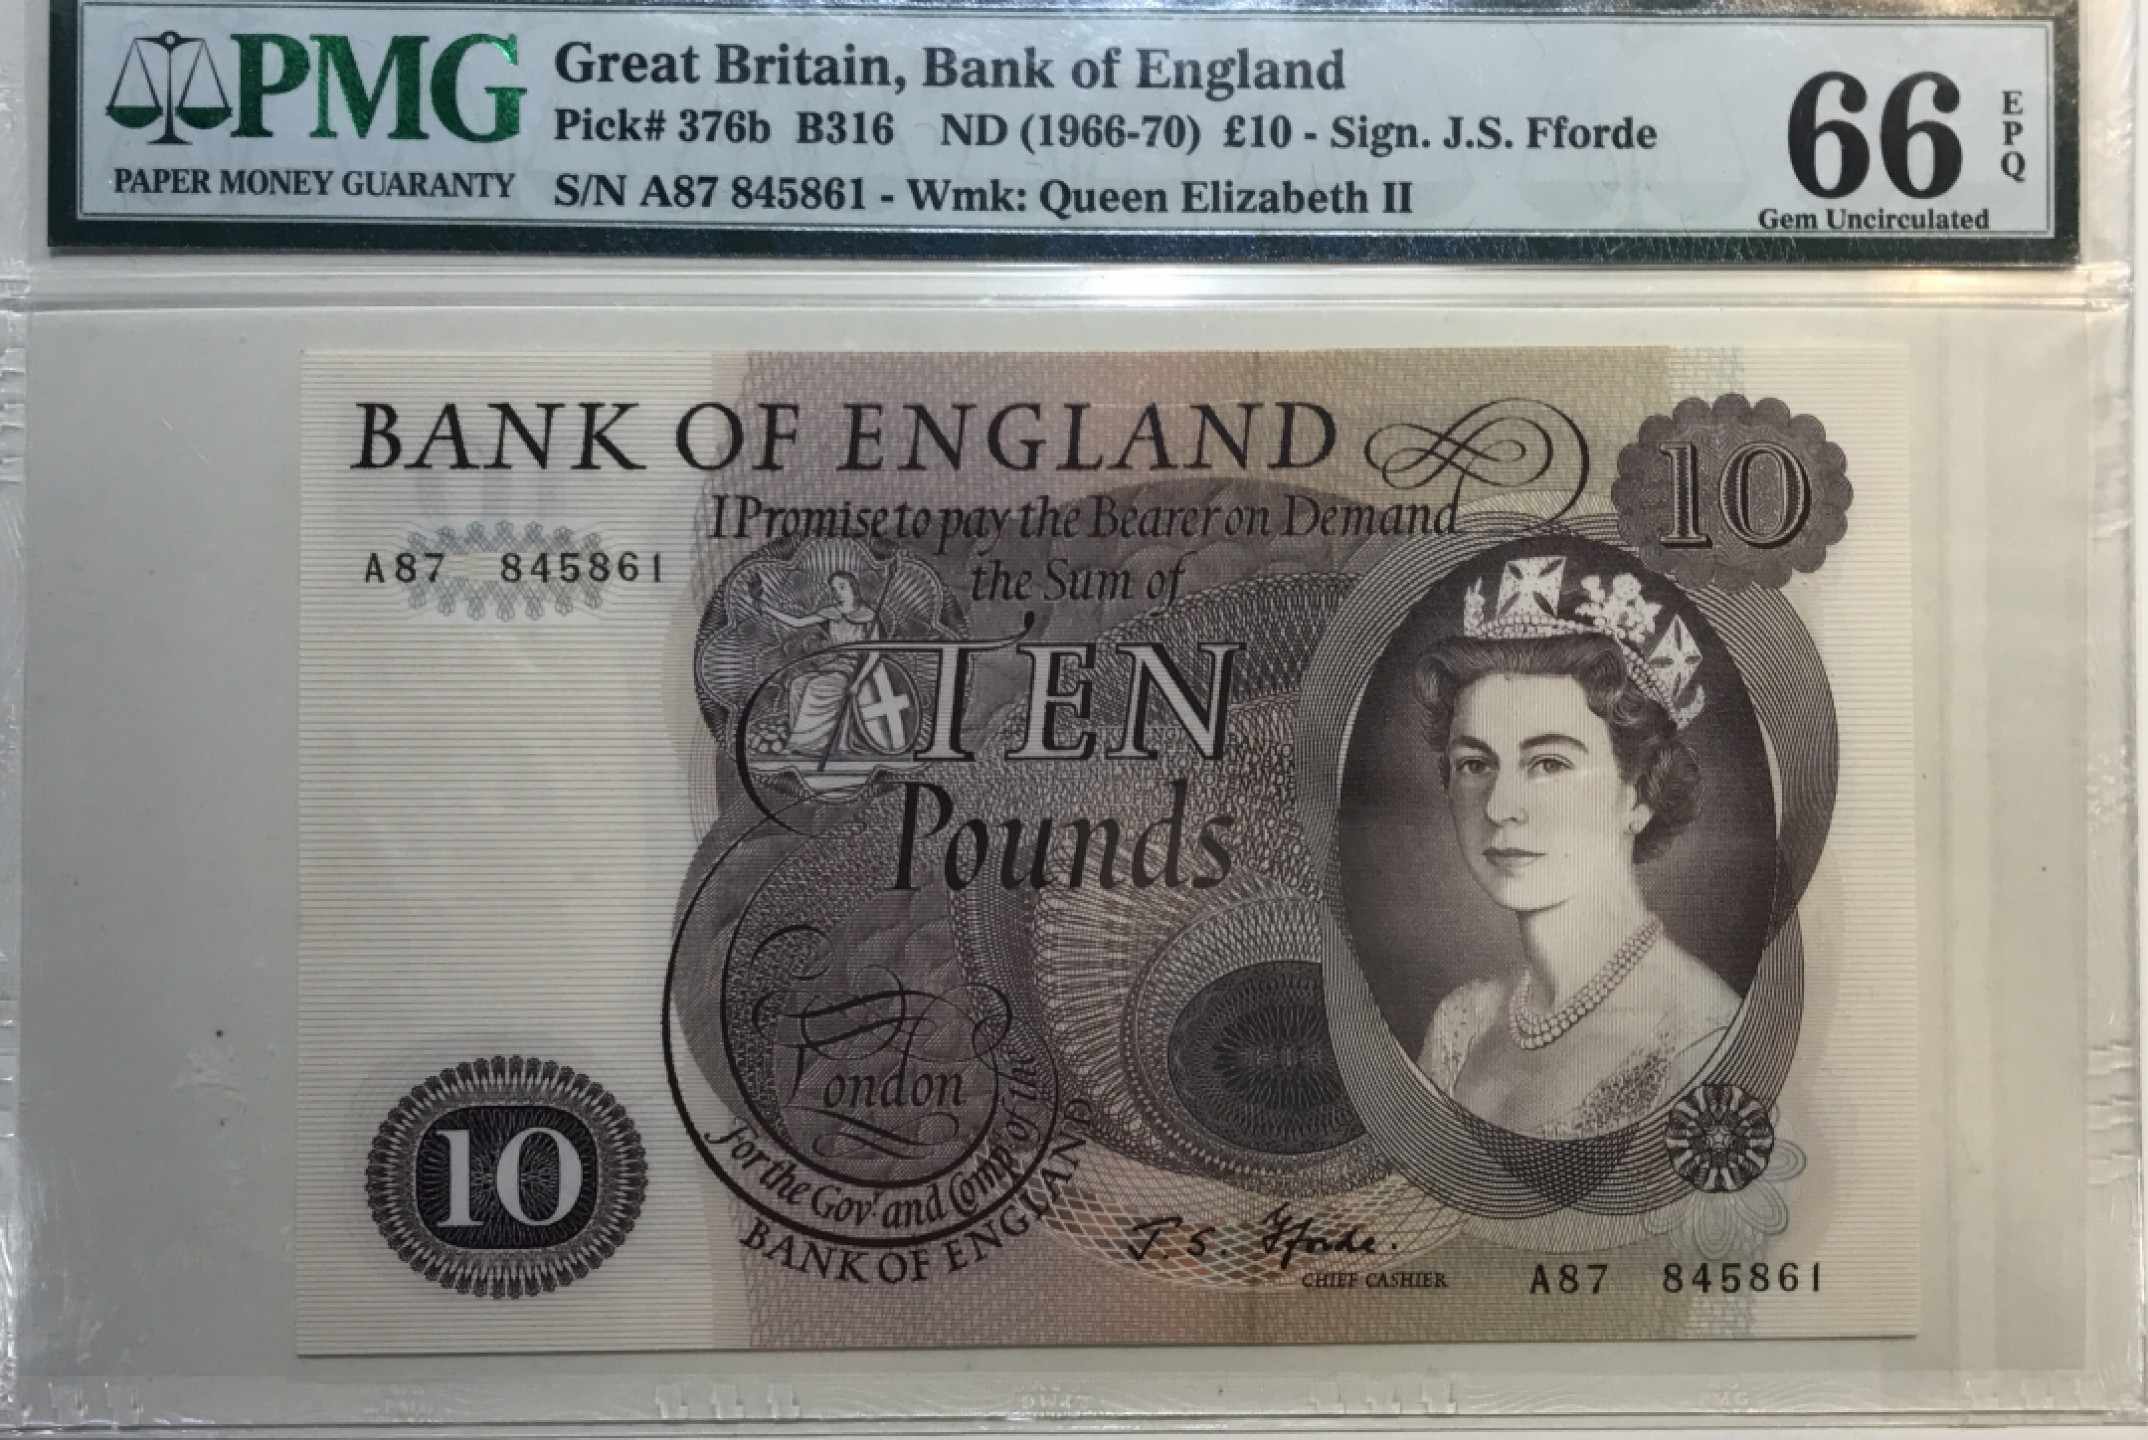 PMG
PAPER MONEY GUARANTY
Great Britain, Bank of England
Pick# 376b B316 ND (1966-70) £10 - Sign. J.S. Fforde
S/N A87 845861 - Wmk: Queen Elizabeth II
66
EPQ
Gem Uncirculated
BANK OF ENGLAND
10
I Promise to pay the Bearer on Demand
the Sum of
A87 845861
TEN
Pounds
London
For the Govr. and Compa. of the
BANK OF ENGLAND
10
J. S. Fforde.
CHIEF CASHIER
A87 845861